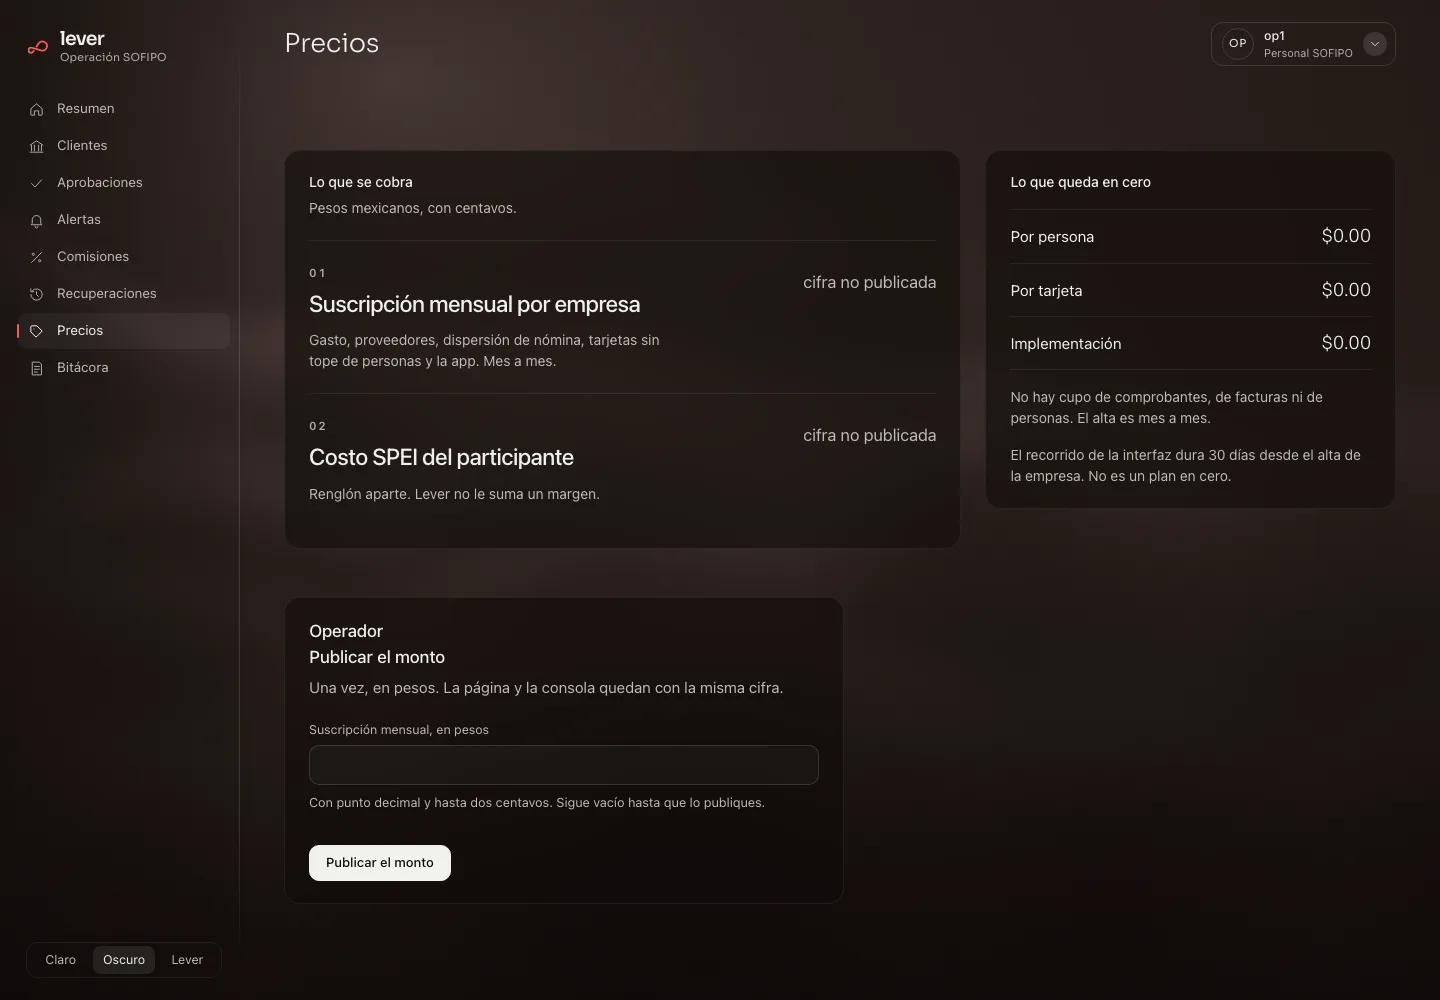 lever
Operación SOFIPO
Resumen
Clientes
Aprobaciones
Alertas
Comisiones
Recuperaciones
Precios
Bitácora
Claro
Oscuro
Lever
Precios
OP
op1
Personal SOFIPO
Lo que se cobra
Pesos mexicanos, con centavos.
01
Suscripción mensual por empresa
cifra no publicada
Gasto, proveedores, dispersión de nómina, tarjetas sin
tope de personas y la app. Mes a mes.
02
Costo SPEI del participante
cifra no publicada
Renglón aparte. Lever no le suma un margen.
Lo que queda en cero
Por persona
$0.00
Por tarjeta
$0.00
Implementación
$0.00
No hay cupo de comprobantes, de facturas ni de
personas. El alta es mes a mes.
El recorrido de la interfaz dura 30 días desde el alta de
la empresa. No es un plan en cero.
Operador
Publicar el monto
Una vez, en pesos. La página y la consola quedan con la misma cifra.
Suscripción mensual, en pesos
Con punto decimal y hasta dos centavos. Sigue vacío hasta que lo publiques.
Publicar el monto